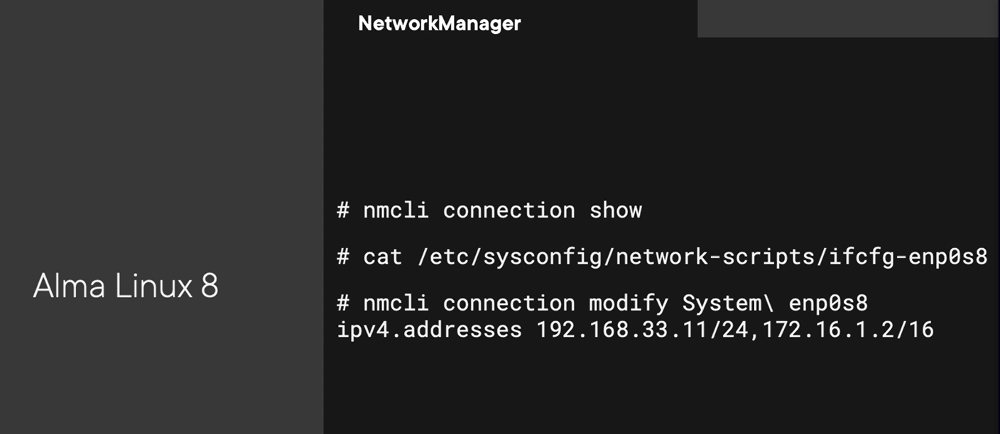 NetworkManager
# nmcli connection show
# cat /etc/sysconfig/network-scripts/ifcfg-enp0s8
Alma Linux 8
# nmcli connection modify System\ enp0s8
ipv4.addresses 192.168.33.11/24,172.16.1.2/16